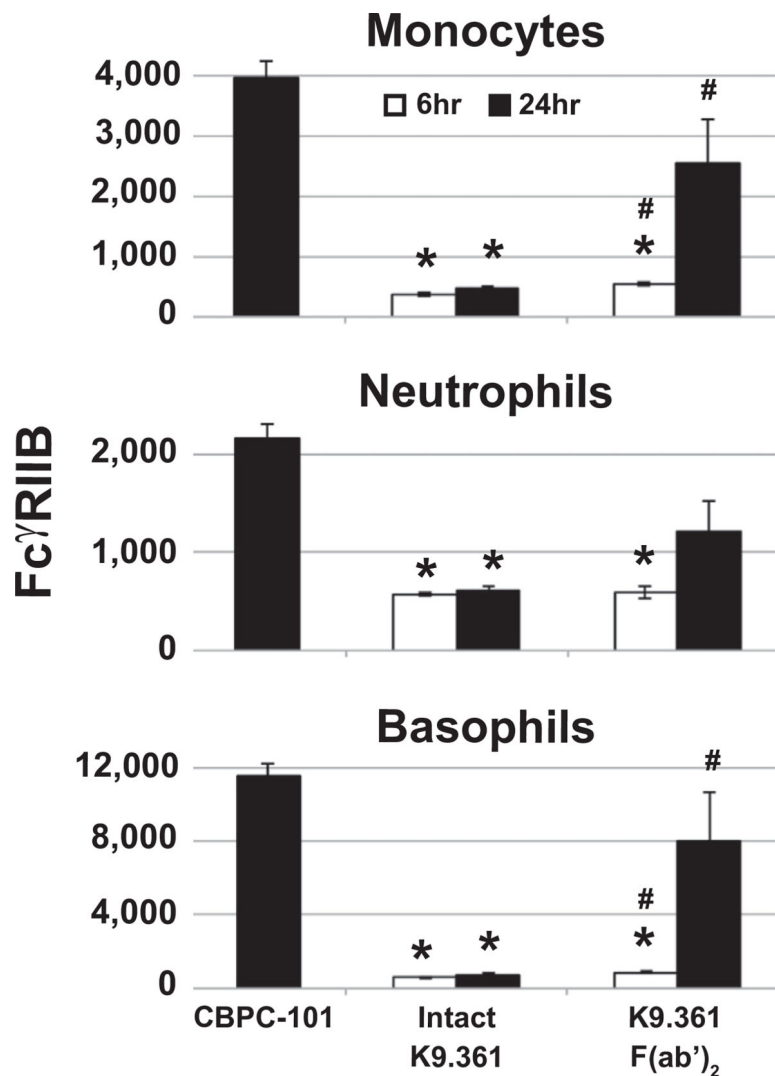 Monocytes
4,000
6hr 24hr
#
3,000
#
2,000
1,000
* * *
0
Neutrophils
2,000
1,000
* * *
0
FcγRIIB
Basophils
12,000
#
8,000
#
4,000
* * *
0
CBPC-101 Intact K9.361
K9.361 F(ab')₂